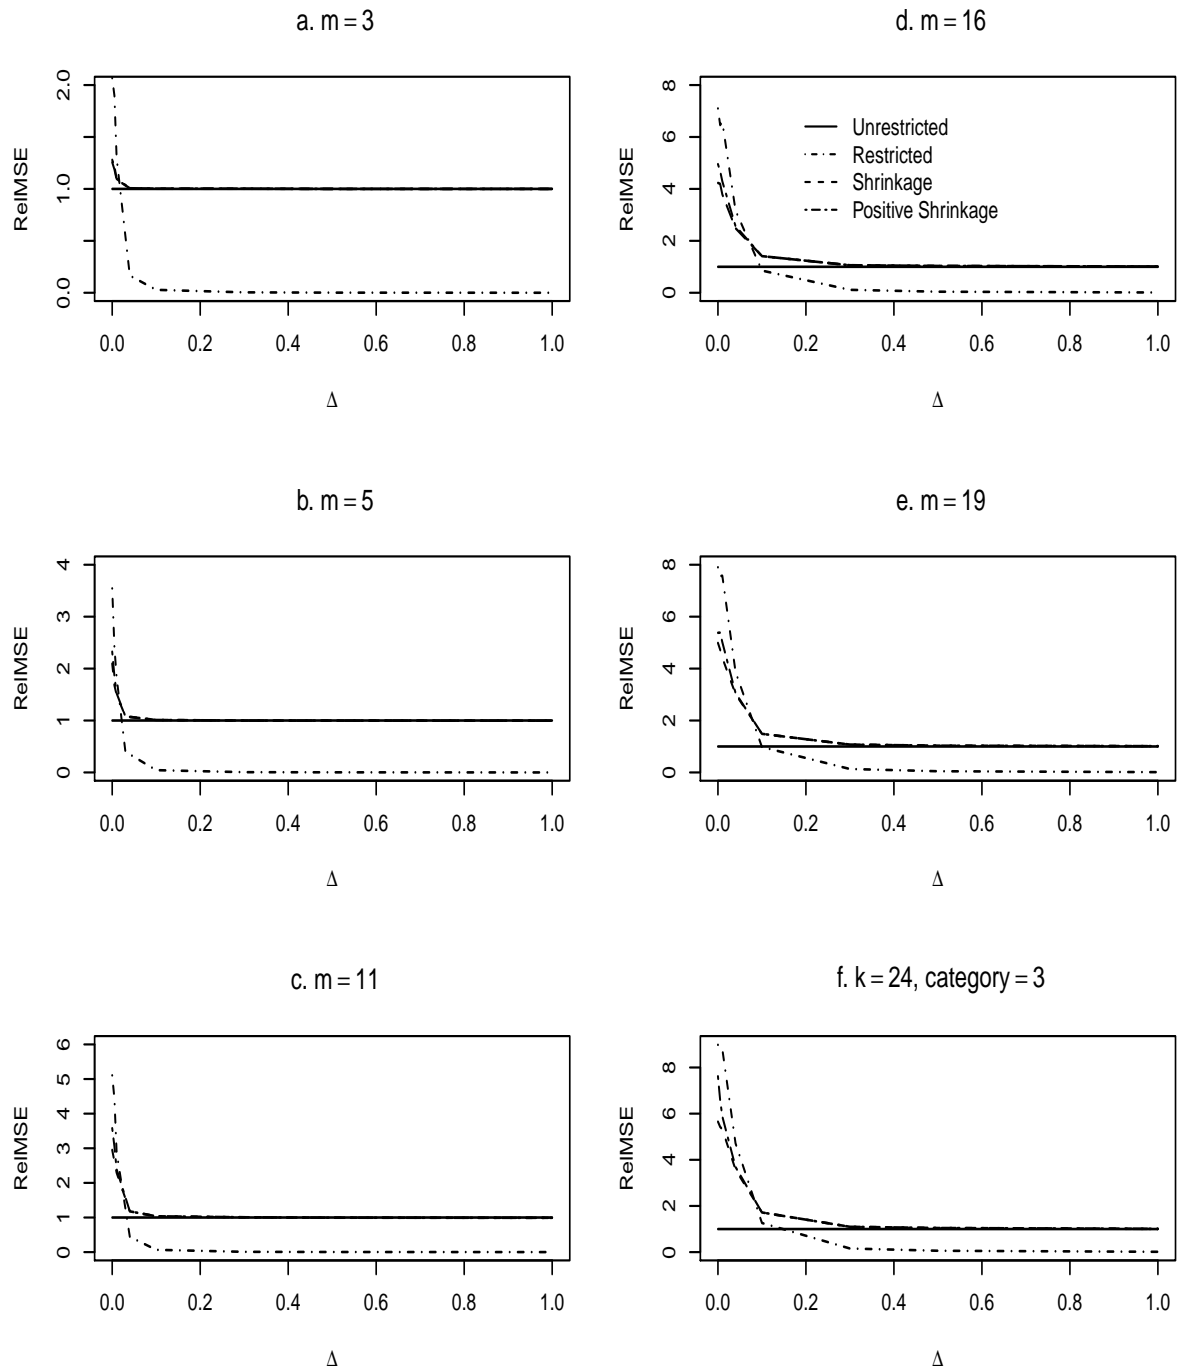 a. m = 3
RelMSE
2.0
1.0
0.0
0.0 0.2 0.4 0.6 0.8 1.0
Δ
d. m = 16
RelMSE
8
6
4
2
0
Unrestricted
Restricted
Shrinkage
Positive Shrinkage
0.0 0.2 0.4 0.6 0.8 1.0
Δ
b. m = 5
RelMSE
4
3
2
1
0
0.0 0.2 0.4 0.6 0.8 1.0
Δ
e. m = 19
RelMSE
8
6
4
2
0
0.0 0.2 0.4 0.6 0.8 1.0
Δ
c. m = 11
RelMSE
6
5
4
3
2
1
0
0.0 0.2 0.4 0.6 0.8 1.0
Δ
f. k = 24, category = 3
RelMSE
8
6
4
2
0
0.0 0.2 0.4 0.6 0.8 1.0
Δ